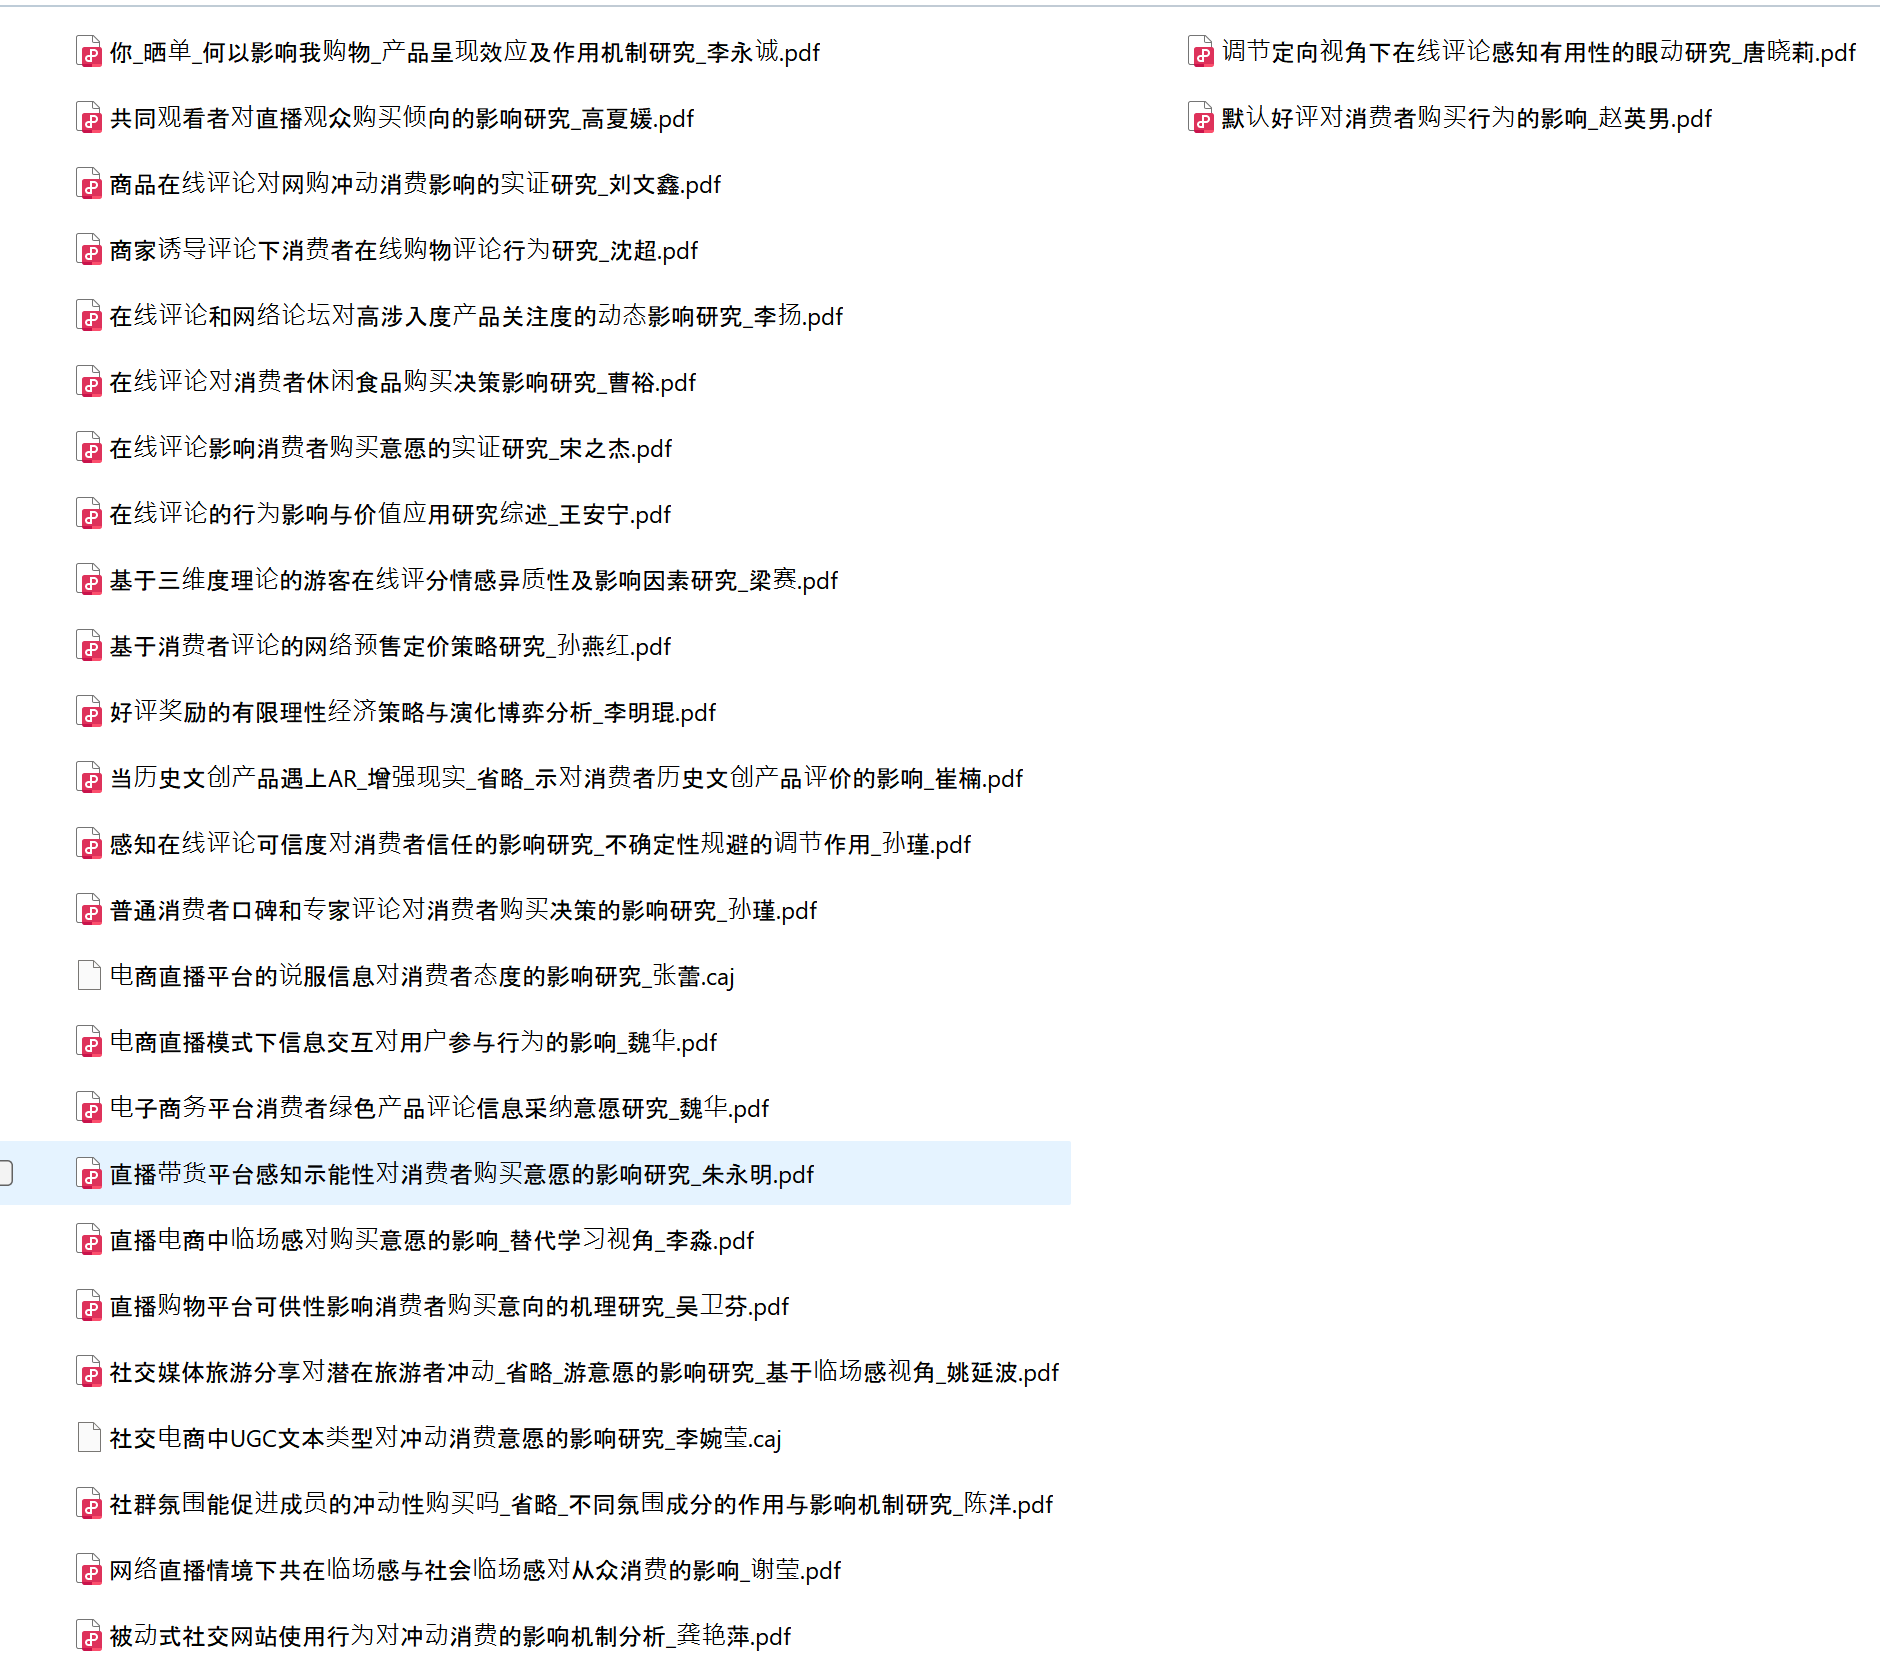 你_晒单_何以影响我购物_产品呈现效应及作用机制研究_李永诚.pdf
共同观看者对直播观众购买倾向的影响研究_高夏媛.pdf
商品在线评论对网购冲动消费影响的实证研究_刘文鑫.pdf
商家诱导评论下消费者在线购物评论行为研究_沈超.pdf
在线评论和网络论坛对高涉入度产品关注度的动态影响研究_李扬.pdf
在线评论对消费者休闲食品购买决策影响研究_曹裕.pdf
在线评论影响消费者购买意愿的实证研究_宋之杰.pdf
在线评论的行为影响与价值应用研究综述_王安宁.pdf
基于三维度理论的游客在线评分情感异质性及影响因素研究_梁赛.pdf
基于消费者评论的网络预售定价策略研究_孙燕红.pdf
好评奖励的有限理性经济策略与演化博弈分析_李明琨.pdf
当历史文创产品遇上AR_增强现实_省略_示对消费者历史文创产品评价的影响_崔楠.pdf
感知在线评论可信度对消费者信任的影响研究_不确定性规避的调节作用_孙瑾.pdf
普通消费者口碑和专家评论对消费者购买决策的影响研究_孙瑾.pdf
电商直播平台的说服信息对消费者态度的影响研究_张蕾.caj
电商直播模式下信息交互对用户参与行为的影响_魏华.pdf
电子商务平台消费者绿色产品评论信息采纳意愿研究_魏华.pdf
直播带货平台感知示能性对消费者购买意愿的影响研究_朱永明.pdf
直播电商中临场感对购买意愿的影响_替代学习视角_李淼.pdf
直播购物平台可供性影响消费者购买意向的机理研究_吴卫芬.pdf
社交媒体旅游分享对潜在旅游者冲动_省略_游意愿的影响研究_基于临场感视角_姚延波.pdf
社交电商中UGC文本类型对冲动消费意愿的影响研究_李婉莹.caj
社群氛围能促进成员的冲动性购买吗_省略_不同氛围成分的作用与影响机制研究_陈洋.pdf
网络直播情境下共在临场感与社会临场感对从众消费的影响_谢莹.pdf
被动式社交网站使用行为对冲动消费的影响机制分析_龚艳萍.pdf
调节定向视角下在线评论感知有用性的眼动研究_唐晓莉.pdf
默认好评对消费者购买行为的影响_赵英男.pdf